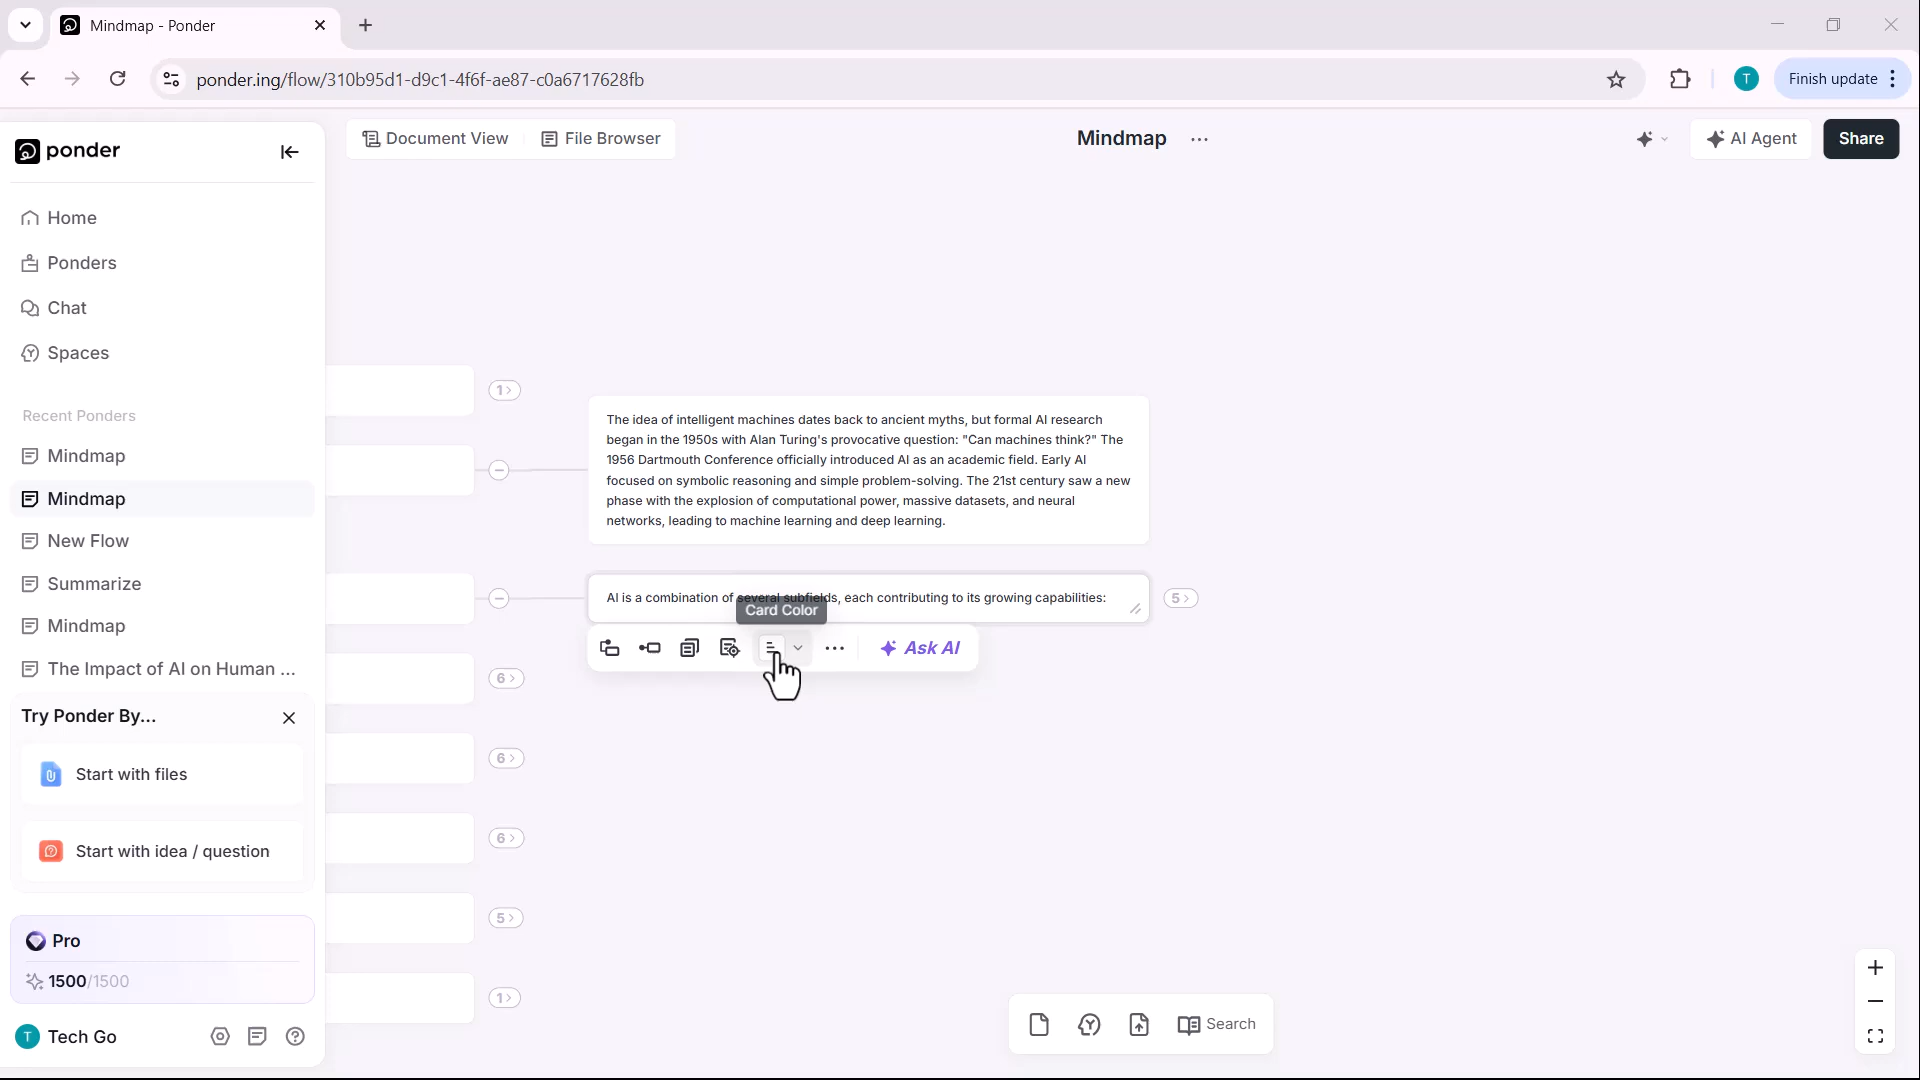 Mindmap - Ponder
ponder.ing/flow/310b95d1-d9c1-4f6f-ae87-c0a6717628fb
T
Finish update
ponder
Document View
File Browser
Mindmap
AI Agent
Share
Home
Ponders
Chat
Spaces
Recent Ponders
Mindmap
Mindmap
New Flow
Summarize
Mindmap
The Impact of AI on Human ...
Try Ponder By...
Start with files
Start with idea / question
Pro
1500/1500
T Tech Go
1 >
The idea of intelligent machines dates back to ancient myths, but formal AI research
began in the 1950s with Alan Turing's provocative question: "Can machines think?" The
1956 Dartmouth Conference officially introduced AI as an academic field. Early AI
focused on symbolic reasoning and simple problem-solving. The 21st century saw a new
phase with the explosion of computational power, massive datasets, and neural
networks, leading to machine learning and deep learning.
AI is a combination of several subfields, each contributing to its growing capabilities:
5 >
Card Color
Ask AI
6 >
6 >
6 >
5 >
1 >
Search